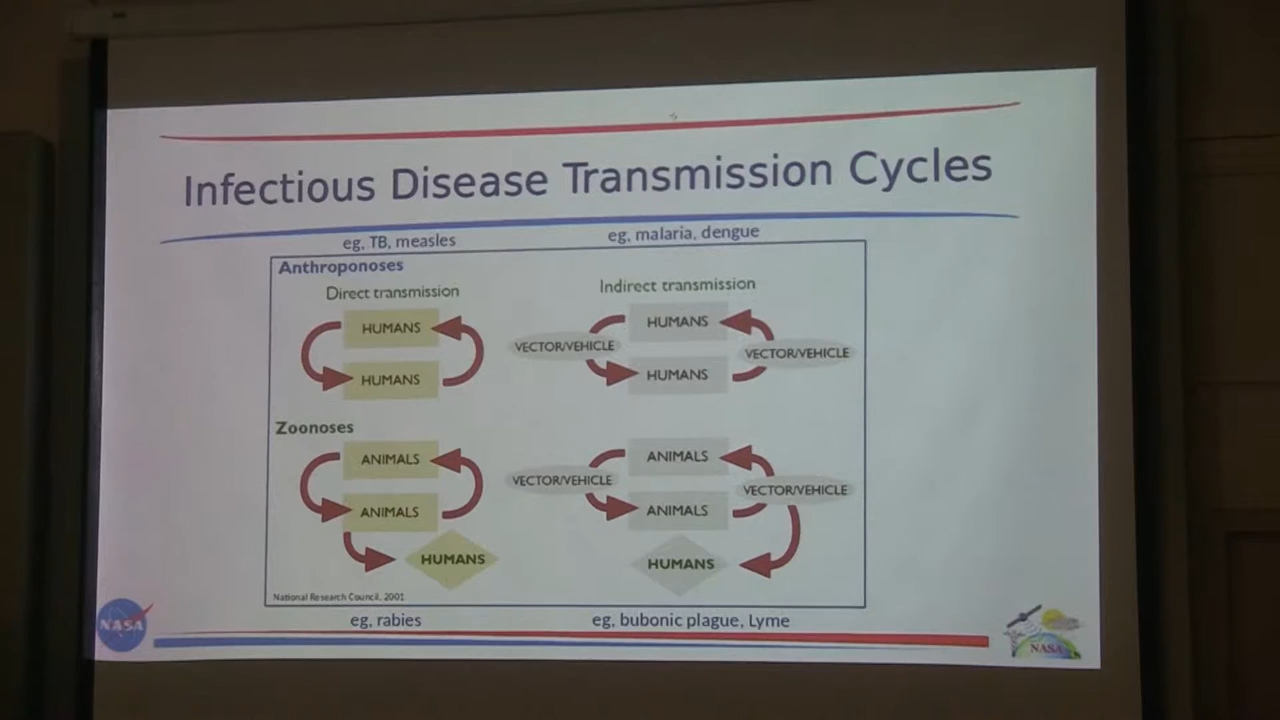 Infectious Disease Transmission Cycles
eg, TB, measles
eg, malaria, dengue
Anthroponoses
Direct transmission
Indirect transmission
HUMANS
HUMANS
VECTOR/VEHICLE
HUMANS
HUMANS
VECTOR/VEHICLE
Zoonoses
ANIMALS
ANIMALS
HUMANS
VECTOR/VEHICLE
ANIMALS
ANIMALS
VECTOR/VEHICLE
HUMANS
National Research Council, 2001
eg, rabies
eg, bubonic plague, Lyme
NASA
NASA